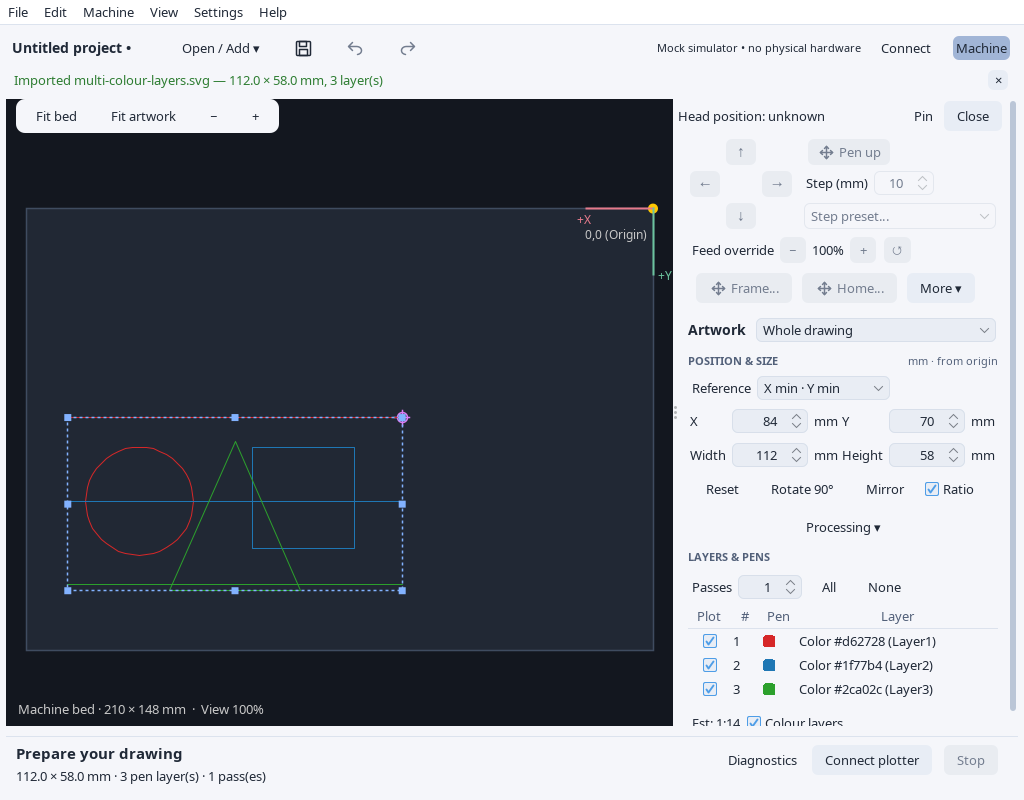 File Edit Machine View Settings Help
Untitled project • Open / Add ▾ Mock simulator • no physical hardware Connect Machine
Imported multi-colour-layers.svg — 112.0 × 58.0 mm, 3 layer(s) ×
Fit bed Fit artwork − +
Head position: unknown Pin Close
↑ Pen up
← → Step (mm) 10
↓ Step preset...
Feed override − 100% + ↺
Frame... Home... More ▾
+X
0,0 (Origin)
+Y
Artwork Whole drawing
POSITION & SIZE mm · from origin
Reference X min · Y min
X 84 mm Y 70 mm
Width 112 mm Height 58 mm
Reset Rotate 90° Mirror Ratio
Processing ▾
LAYERS & PENS
Passes 1 All None
Plot # Pen Layer
1 Color #d62728 (Layer1)
2 Color #1f77b4 (Layer2)
3 Color #2ca02c (Layer3)
Est: 1:14 Colour layers
Machine bed · 210 × 148 mm · View 100%
Prepare your drawing
112.0 × 58.0 mm · 3 pen layer(s) · 1 pass(es)
Diagnostics Connect plotter Stop